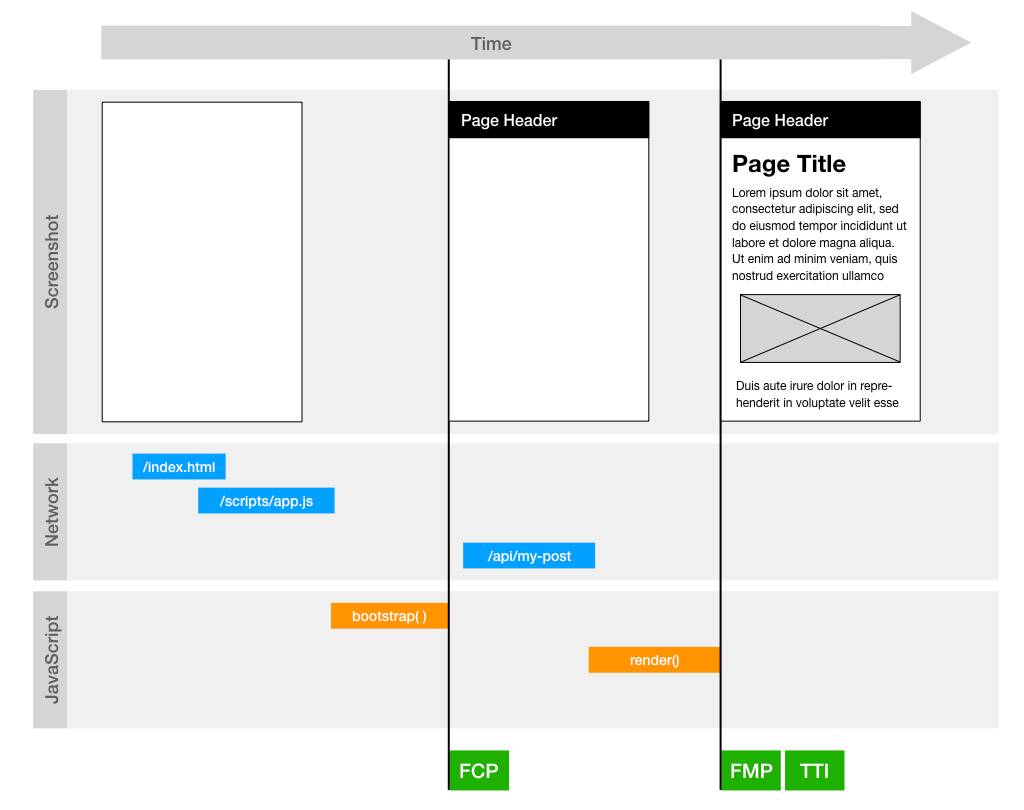 Time
Screenshot
Page Header
Page Header
Page Title
Lorem ipsum dolor sit amet,
consectetur adipiscing elit, sed
do eiusmod tempor incididunt ut
labore et dolore magna aliqua.
Ut enim ad minim veniam, quis
nostrud exercitation ullamco
Duis aute irure dolor in repre-
henderit in voluptate velit esse
Network
/index.html
/scripts/app.js
/api/my-post
JavaScript
bootstrap( )
render()
FCP
FMP
TTI